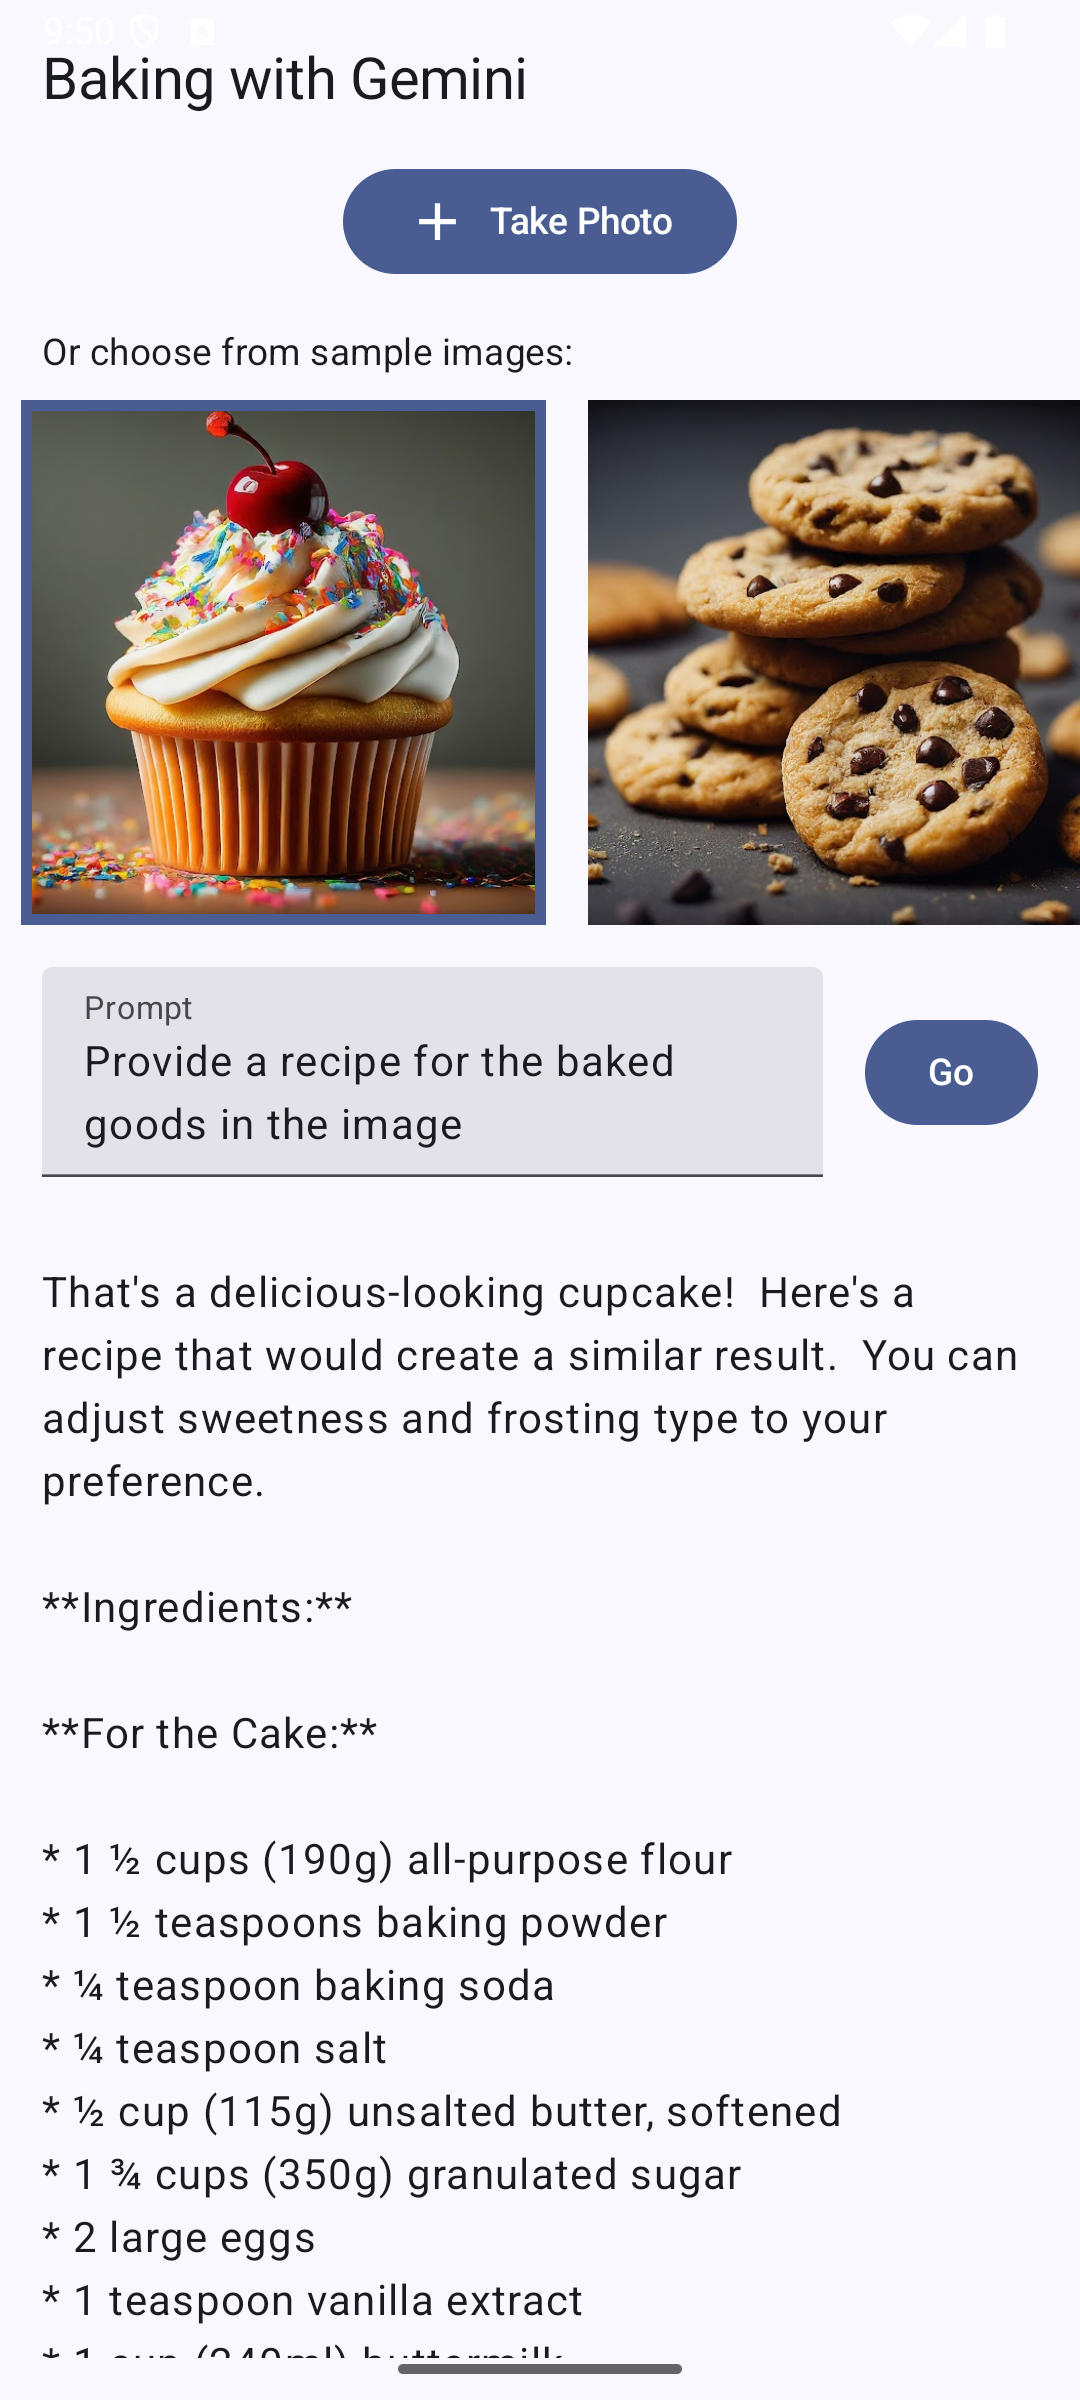 9:50
Baking with Gemini
+ Take Photo
Or choose from sample images:
Prompt
Provide a recipe for the baked
goods in the image
Go
That's a delicious-looking cupcake!  Here's a
recipe that would create a similar result.  You can
adjust sweetness and frosting type to your
preference.
**Ingredients:**
**For the Cake:**
* 1 ½ cups (190g) all-purpose flour
* 1 ½ teaspoons baking powder
* ¼ teaspoon baking soda
* ¼ teaspoon salt
* ½ cup (115g) unsalted butter, softened
* 1 ¾ cups (350g) granulated sugar
* 2 large eggs
* 1 teaspoon vanilla extract
* 1 cup (240ml) buttermilk